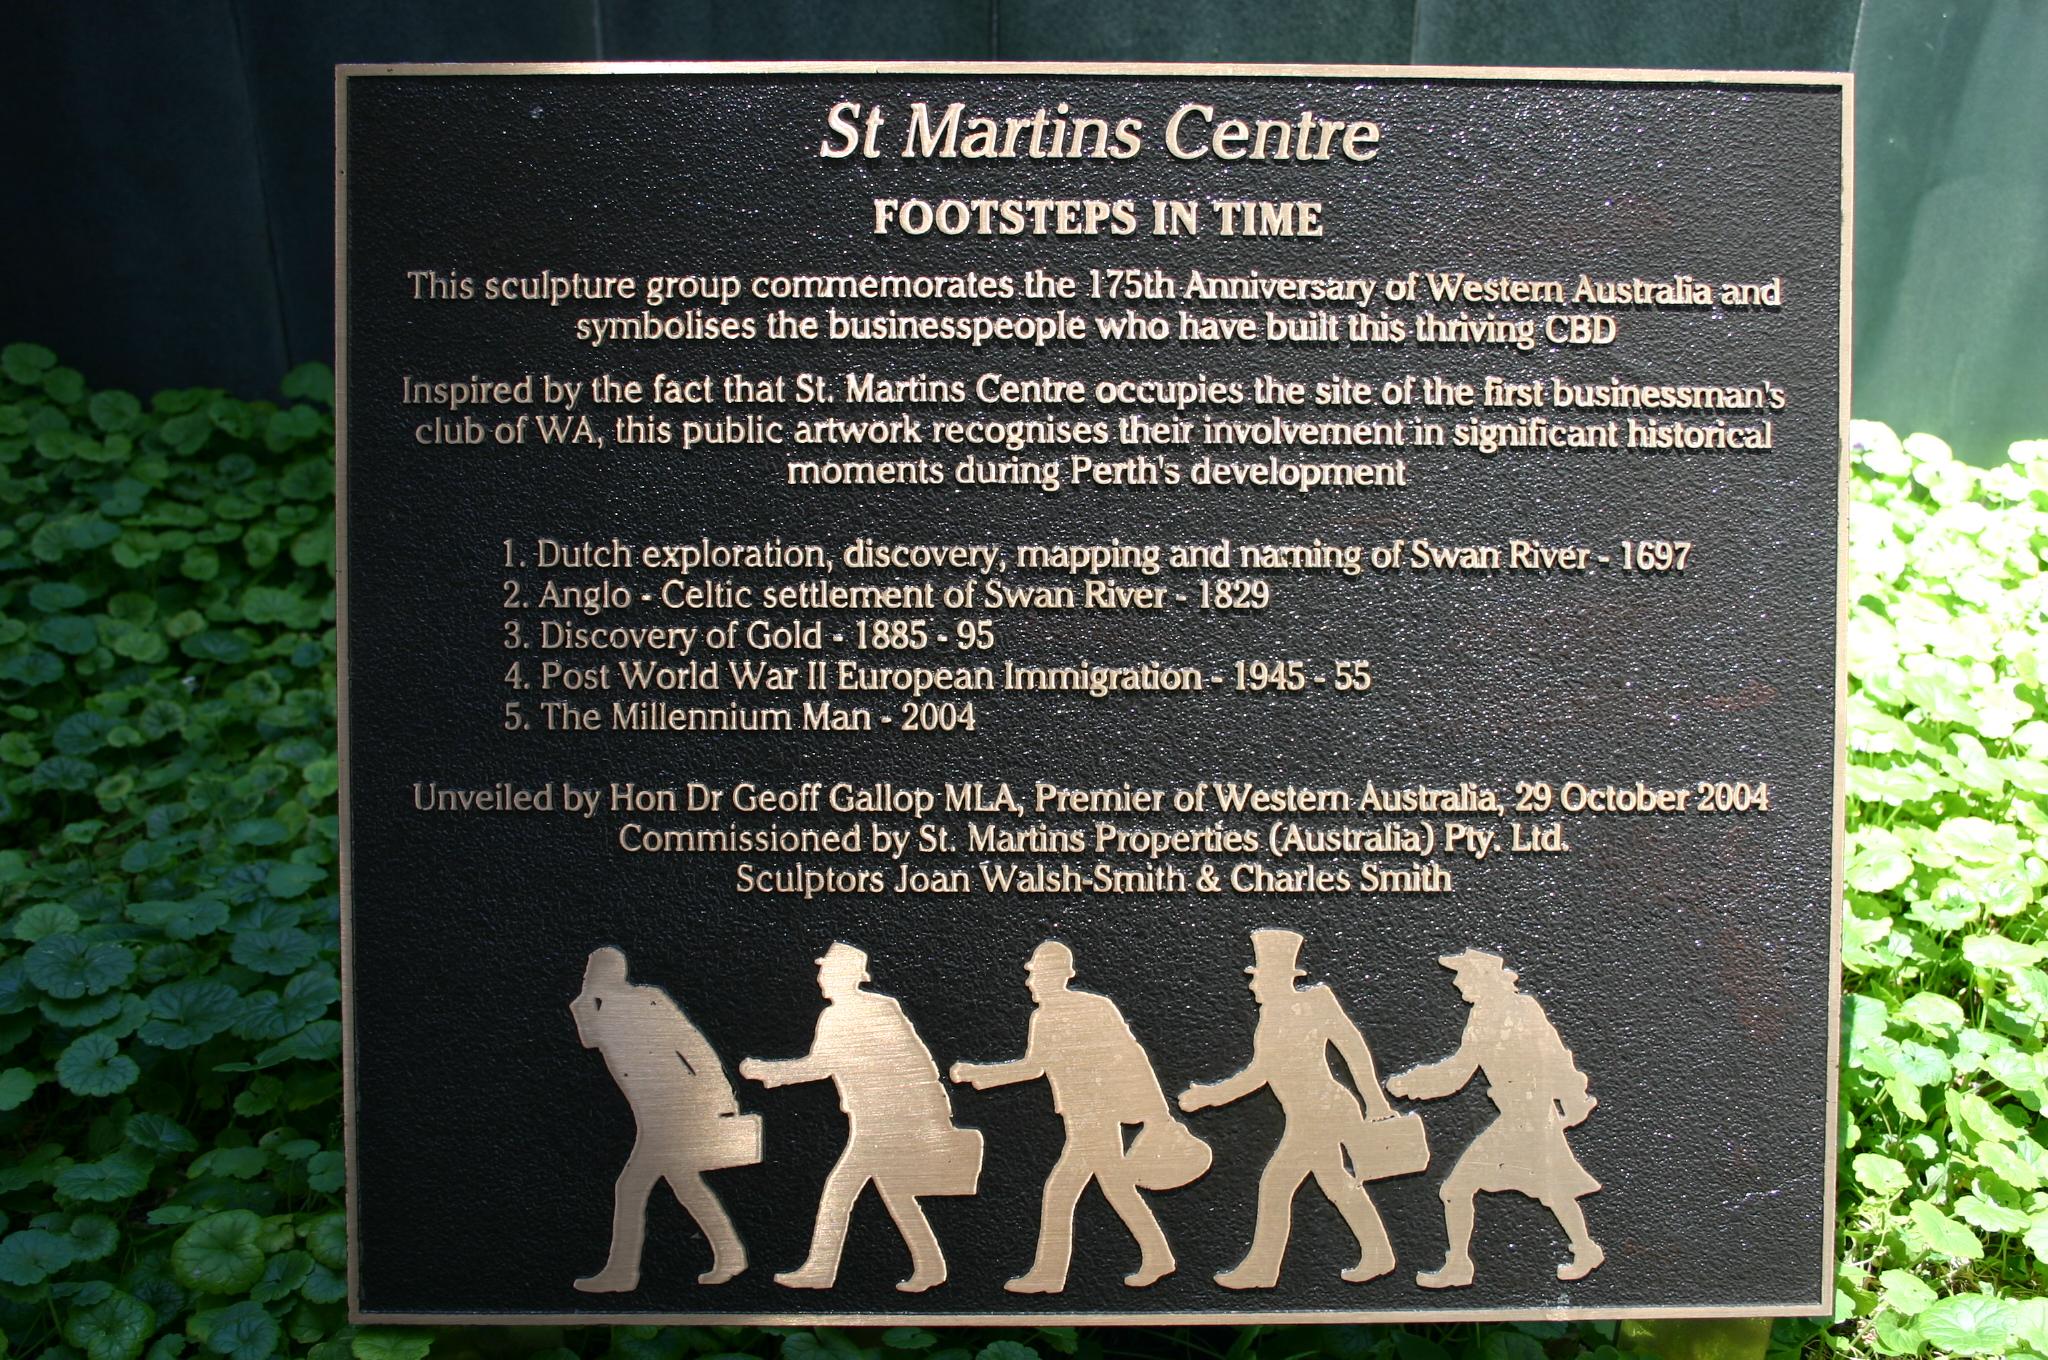 St Martins Centre
FOOTSTEPS IN TIME
This sculpture group commemorates the 175th Anniversary of Western Australia and
symbolises the businesspeople who have built this thriving CBD
Inspired by the fact that St. Martins Centre occupies the site of the first businessman's
club of WA, this public artwork recognises their involvement in significant historical
moments during Perth's development
1. Dutch exploration, discovery, mapping and naming of Swan River - 1697
2. Anglo - Celtic settlement of Swan River - 1829
3. Discovery of Gold - 1885 - 95
4. Post World War II European Immigration - 1945 - 55
5. The Millennium Man - 2004
Unveiled by Hon Dr Geoff Gallop MLA, Premier of Western Australia, 29 October 2004
Commissioned by St. Martins Properties (Australia) Pty. Ltd.
Sculptors Joan Walsh-Smith & Charles Smith